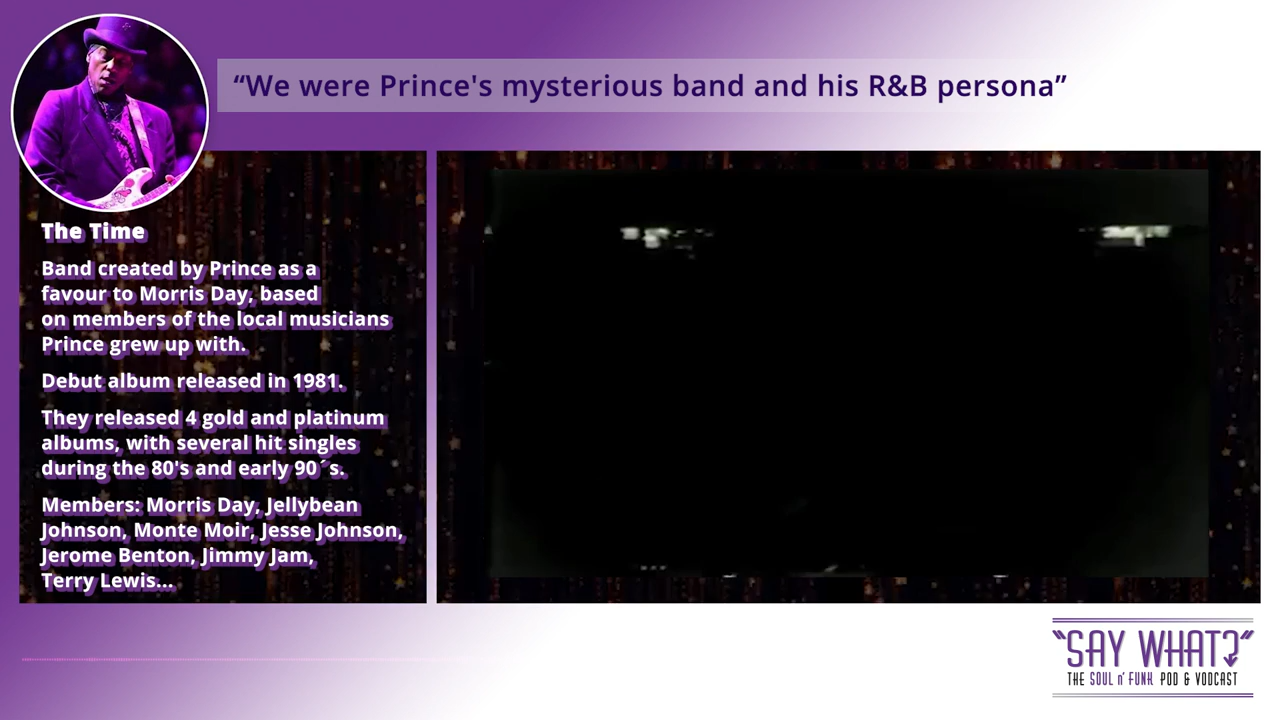 “We were Prince's mysterious band and his R&B persona”
The Time
Band created by Prince as a
favour to Morris Day, based
on members of the local musicians
Prince grew up with.
Debut album released in 1981.
They released 4 gold and platinum
albums, with several hit singles
during the 80's and early 90´s.
Members: Morris Day, Jellybean
Johnson, Monte Moir, Jesse Johnson,
Jerome Benton, Jimmy Jam,
Terry Lewis...
“SAY WHAT?”
THE SOUL n' FUNK POD & VODCAST